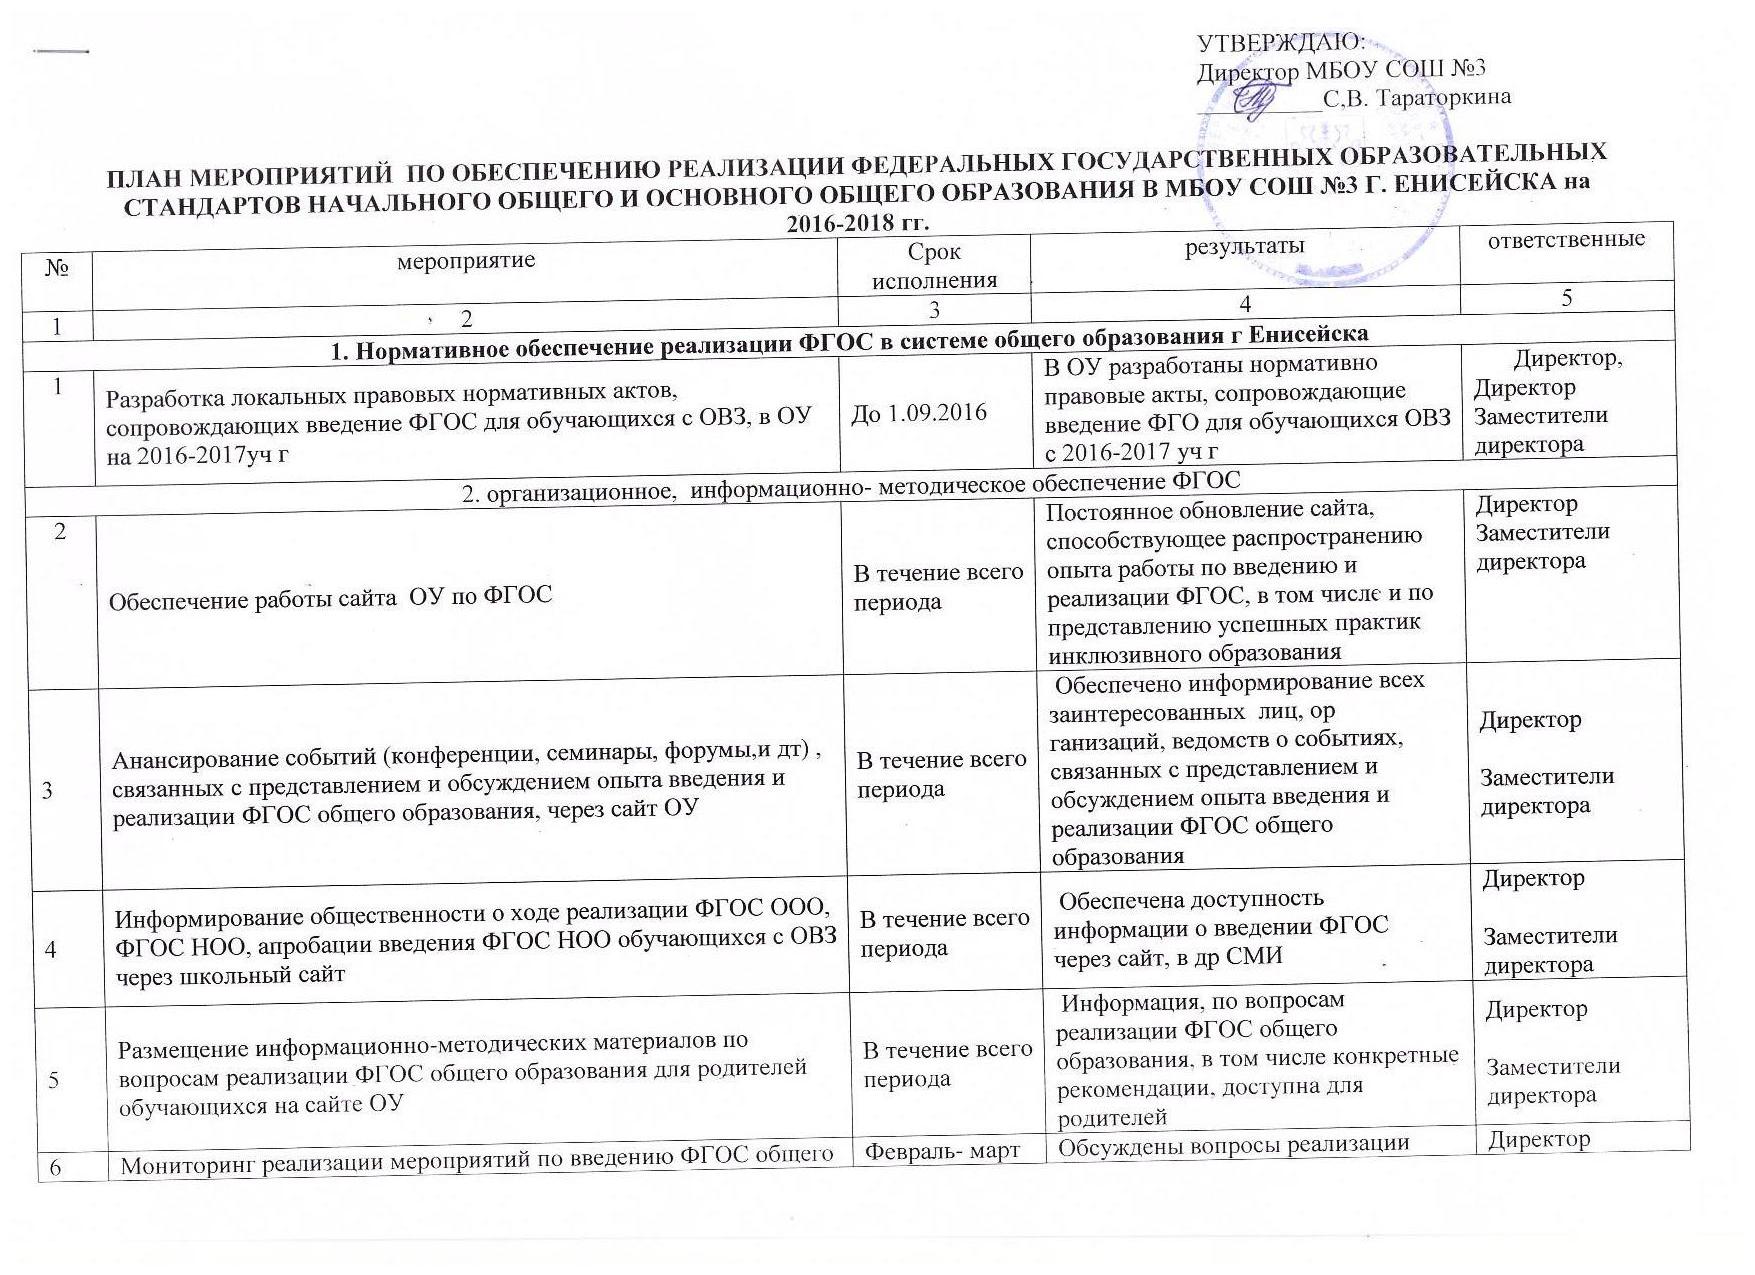 УТВЕРЖДАЮ:
Директор МБОУ СОШ №3
__________С,В. Тараторкина
ПЛАН МЕРОПРИЯТИЙ ПО ОБЕСПЕЧЕНИЮ РЕАЛИЗАЦИИ ФЕДЕРАЛЬНЫХ ГОСУДАРСТВЕННЫХ ОБРАЗОВАТЕЛЬНЫХ
СТАНДАРТОВ НАЧАЛЬНОГО ОБЩЕГО И ОСНОВНОГО ОБЩЕГО ОБРАЗОВАНИЯ В МБОУ СОШ №3 Г. ЕНИСЕЙСКА на
2016-2018 гг.
№
мероприятие
Срок
исполнения
результаты
ответственные
1
2
3
4
5
1. Нормативное обеспечение реализации ФГОС в системе общего образования г Енисейска
1
Разработка локальных правовых нормативных актов,
сопровождающих введение ФГОС для обучающихся с ОВЗ, в ОУ
на 2016-2017уч г
До 1.09.2016
В ОУ разработаны нормативно
правовые акты, сопровождающие
введение ФГО для обучающихся ОВЗ
с 2016-2017 уч г
Директор,
Директор
Заместители
директора
2. организационное, информационно- методическое обеспечение ФГОС
2
Обеспечение работы сайта ОУ по ФГОС
В течение всего
периода
Постоянное обновление сайта,
способствующее распространению
опыта работы по введению и
реализации ФГОС, в том числе и по
представлению успешных практик
инклюзивного образования
Директор
Заместители
директора
3
Анансирование событий (конференции, семинары, форумы,и дт) ,
связанных с представлением и обсуждением опыта введения и
реализации ФГОС общего образования, через сайт ОУ
В течение всего
периода
Обеспечено информирование всех
заинтересованных лиц, ор
ганизаций, ведомств о событиях,
связанных с представлением и
обсуждением опыта введения и
реализации ФГОС общего
образования
Директор
Заместители
директора
4
Информирование общественности о ходе реализации ФГОС ООО,
ФГОС НОО, апробации введения ФГОС НОО обучающихся с ОВЗ
через школьный сайт
В течение всего
периода
Обеспечена доступность
информации о введении ФГОС
через сайт, в др СМИ
Директор
Заместители
директора
5
Размещение информационно-методических материалов по
вопросам реализации ФГОС общего образования для родителей
обучающихся на сайте ОУ
В течение всего
периода
Информация, по вопросам
реализации ФГОС общего
образования, в том числе конкретные
рекомендации, доступна для
родителей
Директор
Заместители
директора
6
Мониторинг реализации мероприятий по введению ФГОС общего
Февраль- март
Обсуждены вопросы реализации
Директор